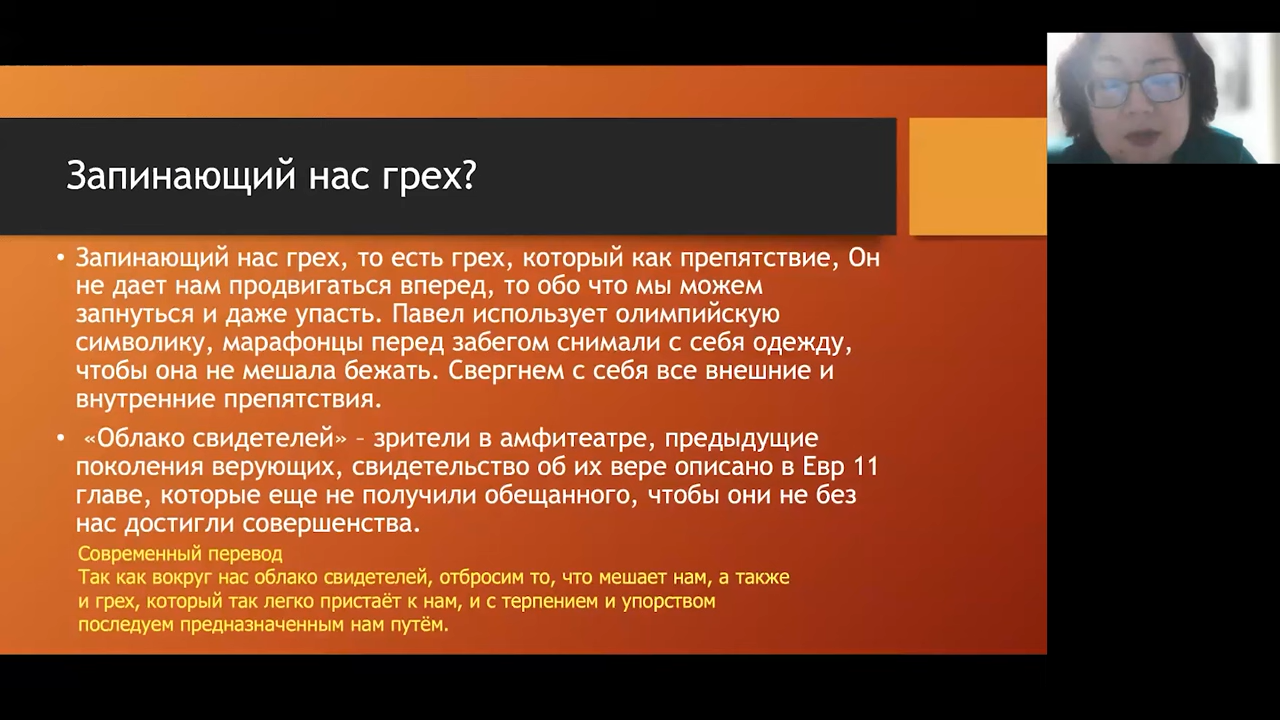 Запинающий нас грех?
• Запинающий нас грех, то есть грех, который как препятствие, Он
не дает нам продвигаться вперед, то обо что мы можем
запнуться и даже упасть. Павел использует олимпийскую
символику, марафонцы перед забегом снимали с себя одежду,
чтобы она не мешала бежать. Свергнем с себя все внешние и
внутренние препятствия.
• «Облако свидетелей» – зрители в амфитеатре, предыдущие
поколения верующих, свидетельство об их вере описано в Евр 11
главе, которые еще не получили обещанного, чтобы они не без
нас достигли совершенства.
Современный перевод
Так как вокруг нас облако свидетелей, отбросим то, что мешает нам, а также
и грех, который так легко пристаёт к нам, и с терпением и упорством
последуем предназначенным нам путём.